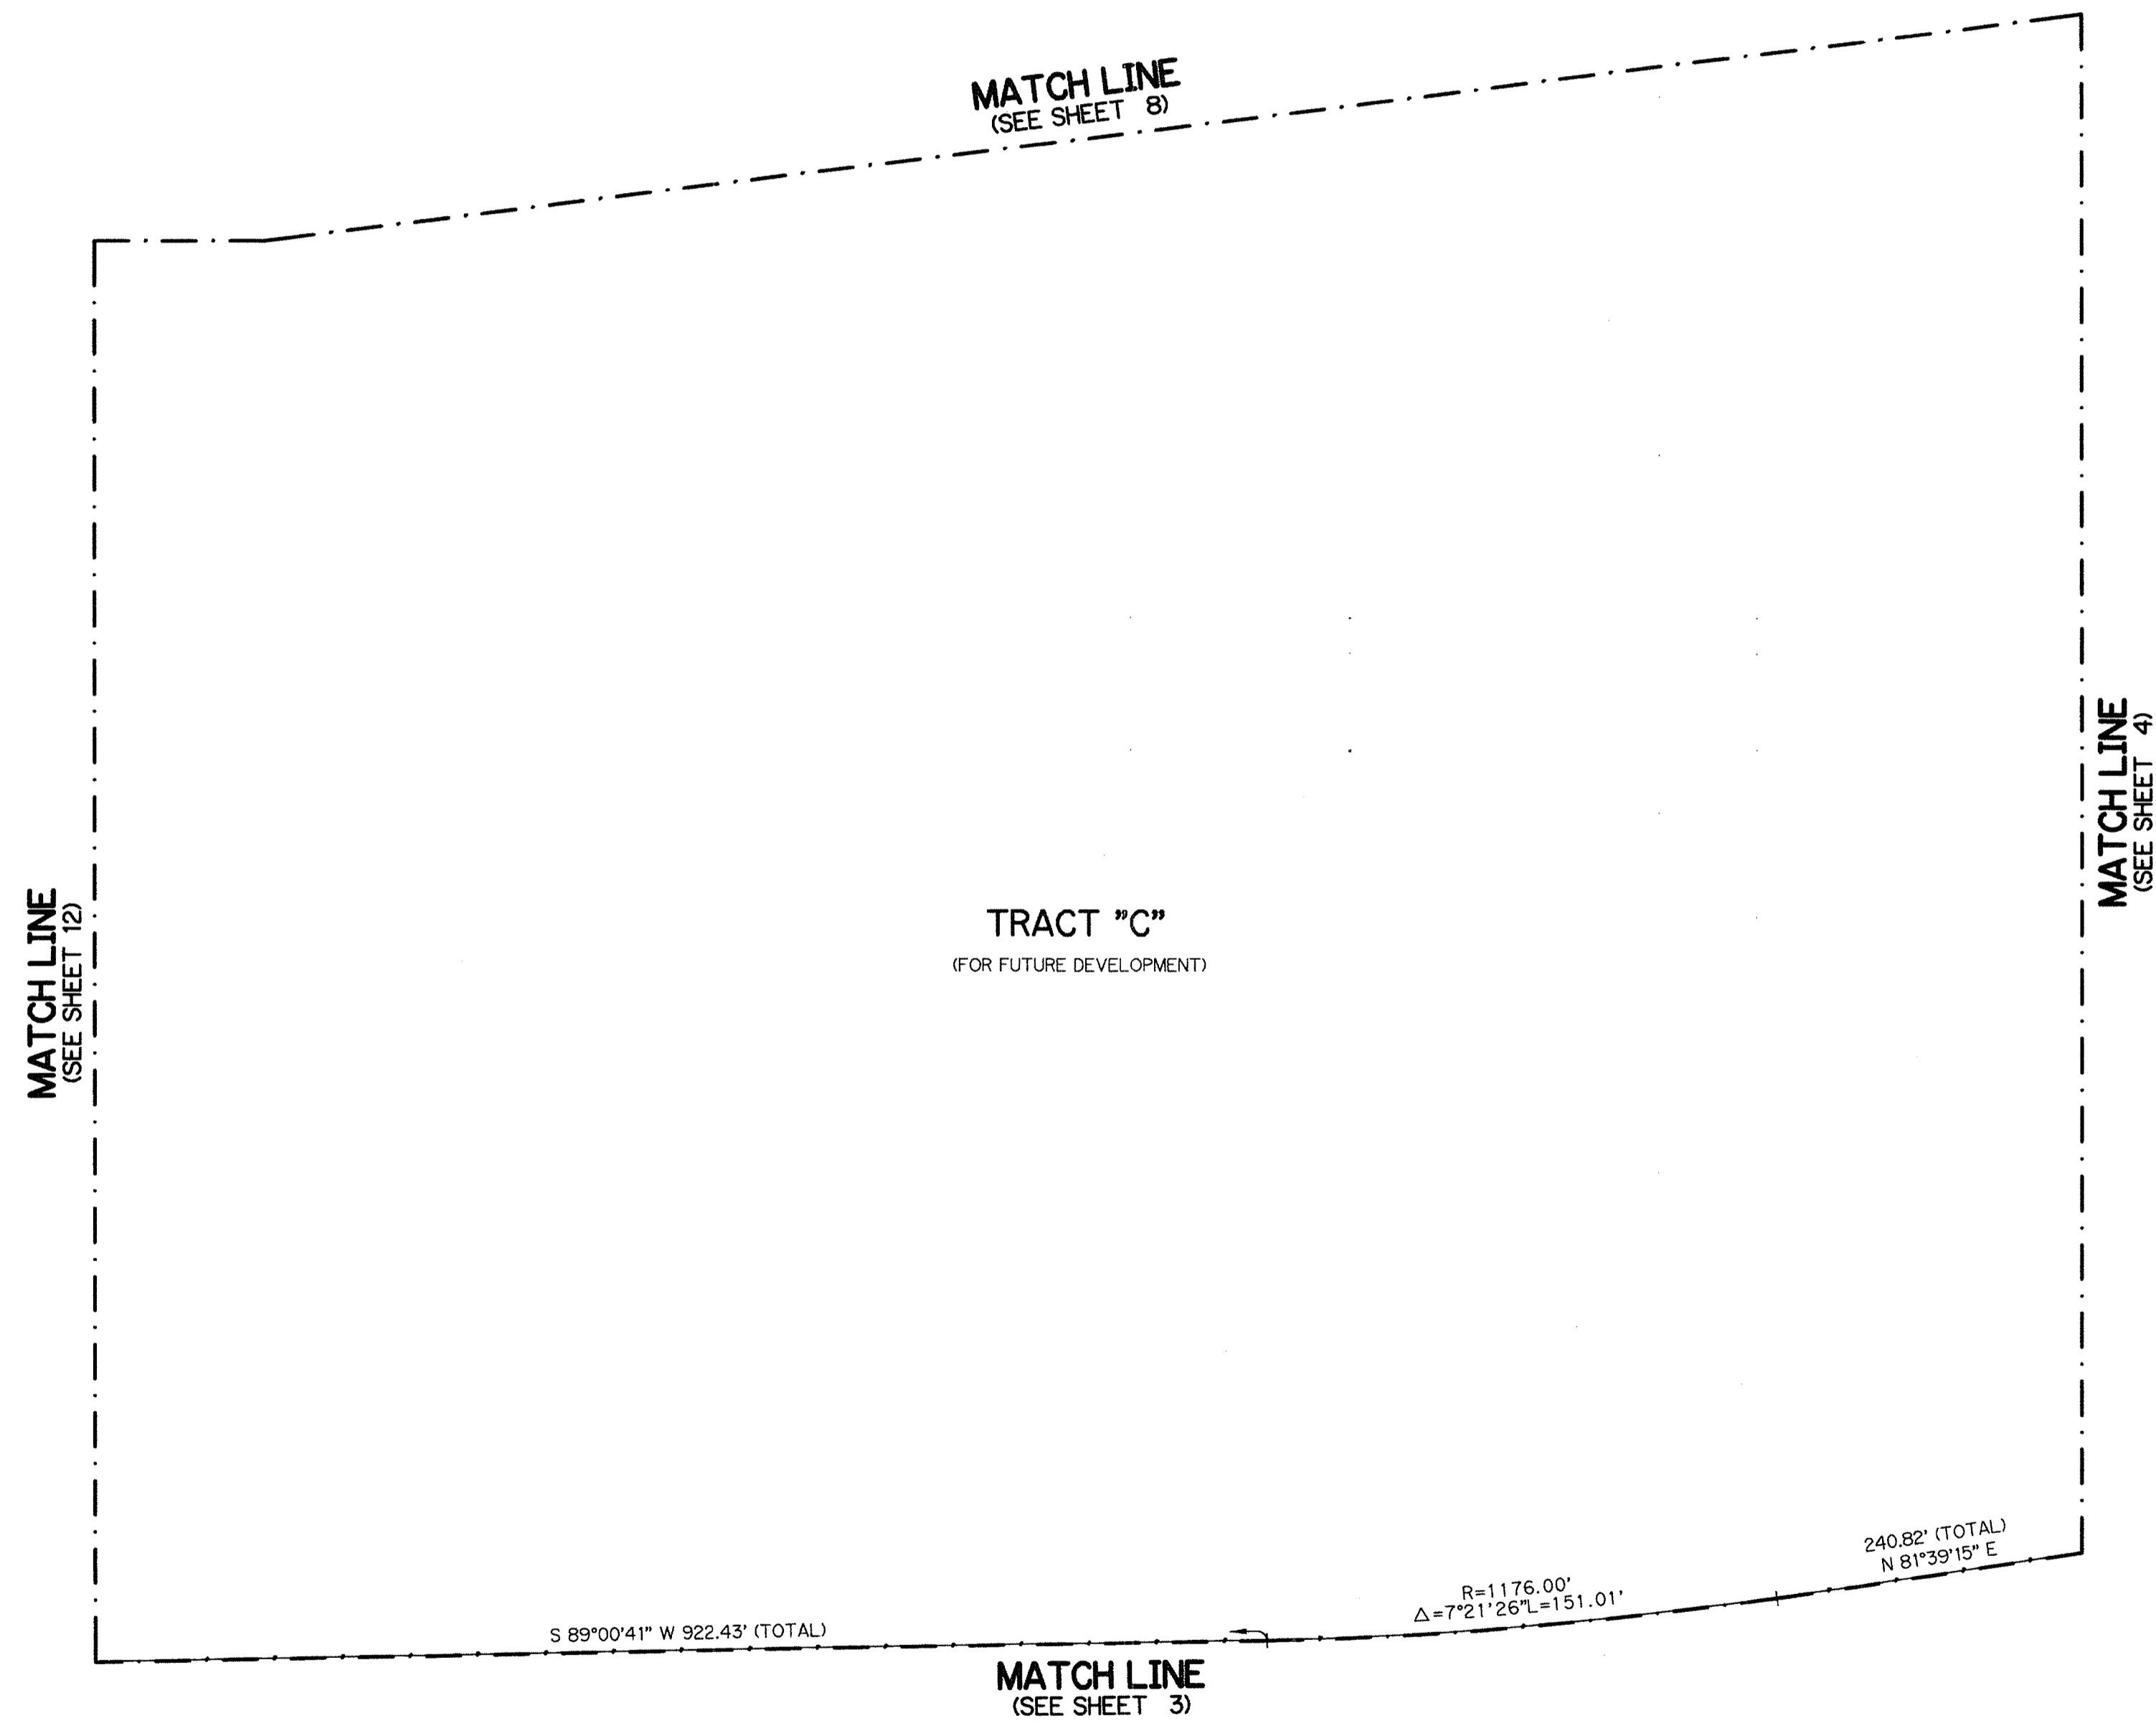 MATCH LINE
(SEE SHEET 8)
MATCH LINE
(SEE SHEET 4)
MATCH LINE
(SEE SHEET 12)
TRACT "C"
(FOR FUTURE DEVELOPMENT)
240.82' (TOTAL)
N 81°39'15" E
R=1176.00'
Δ=7°21'26"L=151.01'
S 89°00'41" W 922.43' (TOTAL)
MATCH LINE
(SEE SHEET 3)